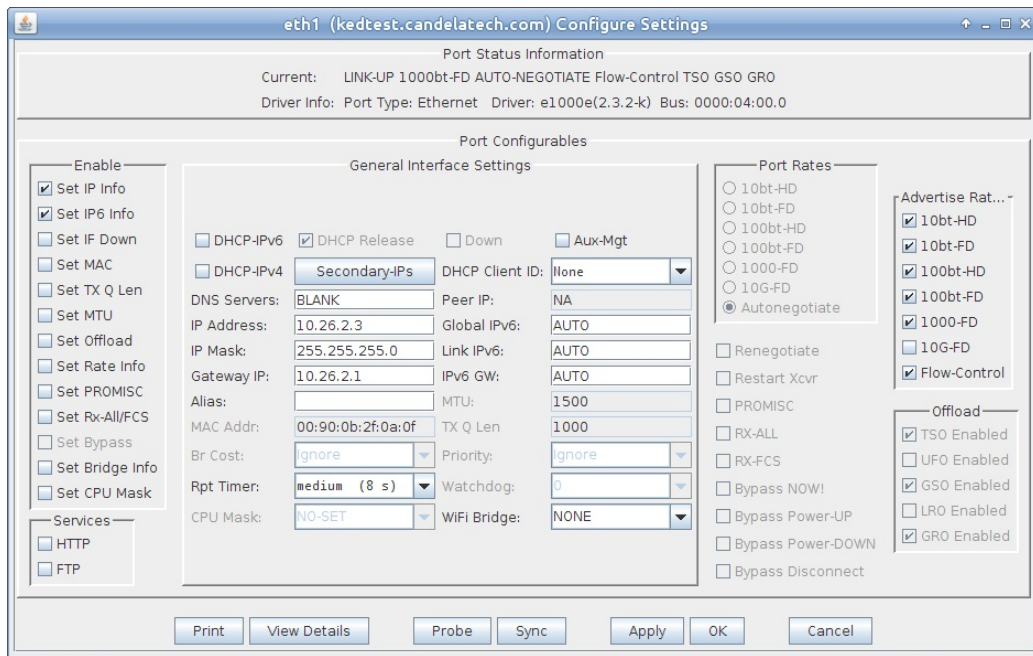 eth1 (kedtest.candelatech.com) Configure Settings
Port Status Information
Current: LINK-UP 1000bt-FD AUTO-NEGOTIATE Flow-Control TSO GSO GRO
Driver Info: Port Type: Ethernet Driver: e1000e(2.3.2-k) Bus: 0000:04:00.0
Port Configurables
Enable
Set IP Info
Set IP6 Info
Set IF Down
Set MAC
Set TX Q Len
Set MTU
Set Offload
Set Rate Info
Set PROMISC
Set Rx-All/FCS
Set Bypass
Set Bridge Info
Set CPU Mask
Services
HTTP
FTP
General Interface Settings
DHCP-IPv6 DHCP Release Down Aux-Mgt
DHCP-IPv4 Secondary-IPs DHCP Client ID: None
DNS Servers: BLANK Peer IP: NA
IP Address: 10.26.2.3 Global IPv6: AUTO
IP Mask: 255.255.255.0 Link IPv6: AUTO
Gateway IP: 10.26.2.1 IPv6 GW: AUTO
Alias: MTU: 1500
MAC Addr: 00:90:0b:2f:0a:0f TX Q Len 1000
Br Cost: Ignore Priority: Ignore
Rpt Timer: medium (8 s) Watchdog: 0
CPU Mask: NO-SET WiFi Bridge: NONE
Port Rates
10bt-HD
10bt-FD
100bt-HD
100bt-FD
1000-FD
10G-FD
Autonegotiate
Renegotiate
Restart Xcvr
PROMISC
RX-ALL
RX-FCS
Bypass NOW!
Bypass Power-UP
Bypass Power-DOWN
Bypass Disconnect
Advertise Rat...
10bt-HD
10bt-FD
100bt-HD
100bt-FD
1000-FD
10G-FD
Flow-Control
Offload
TSO Enabled
UFO Enabled
GSO Enabled
LRO Enabled
GRO Enabled
Print View Details Probe Sync Apply OK Cancel